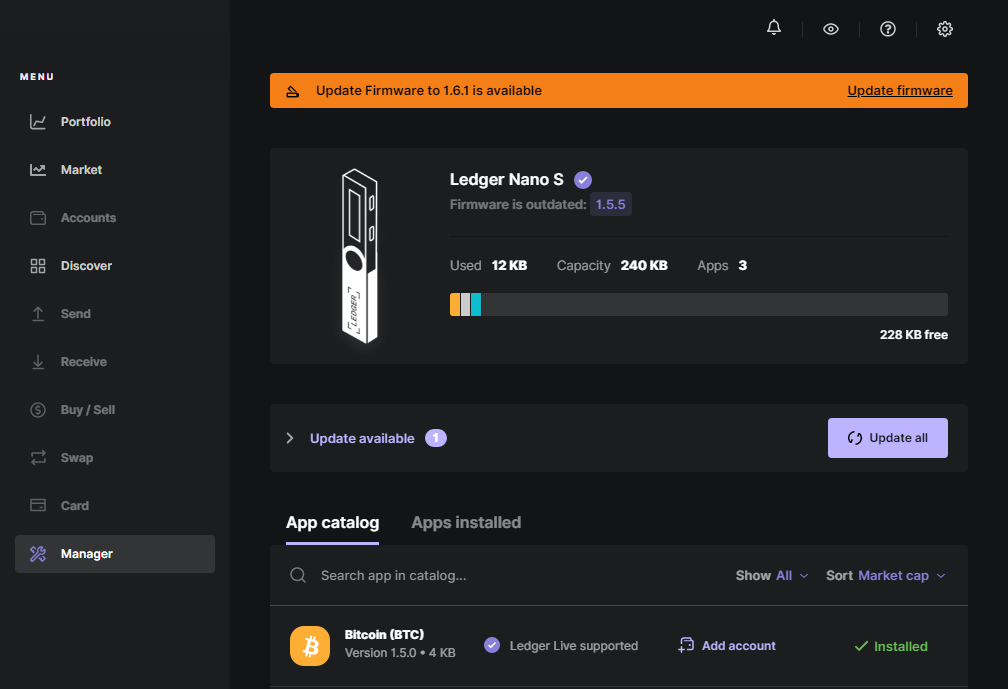 MENU
Portfolio
Market
Accounts
Discover
Send
Receive
Buy / Sell
Swap
Card
Manager
Update Firmware to 1.6.1 is available
Update firmware
LEDGER
Ledger Nano S
Firmware is outdated: 1.5.5
Used 12 KB Capacity 240 KB Apps 3
228 KB free
Update available 1
Update all
App catalog Apps installed
Search app in catalog...
Show All Sort Market cap
Bitcoin (BTC)
Version 1.5.0 • 4 KB
Ledger Live supported
Add account
Installed